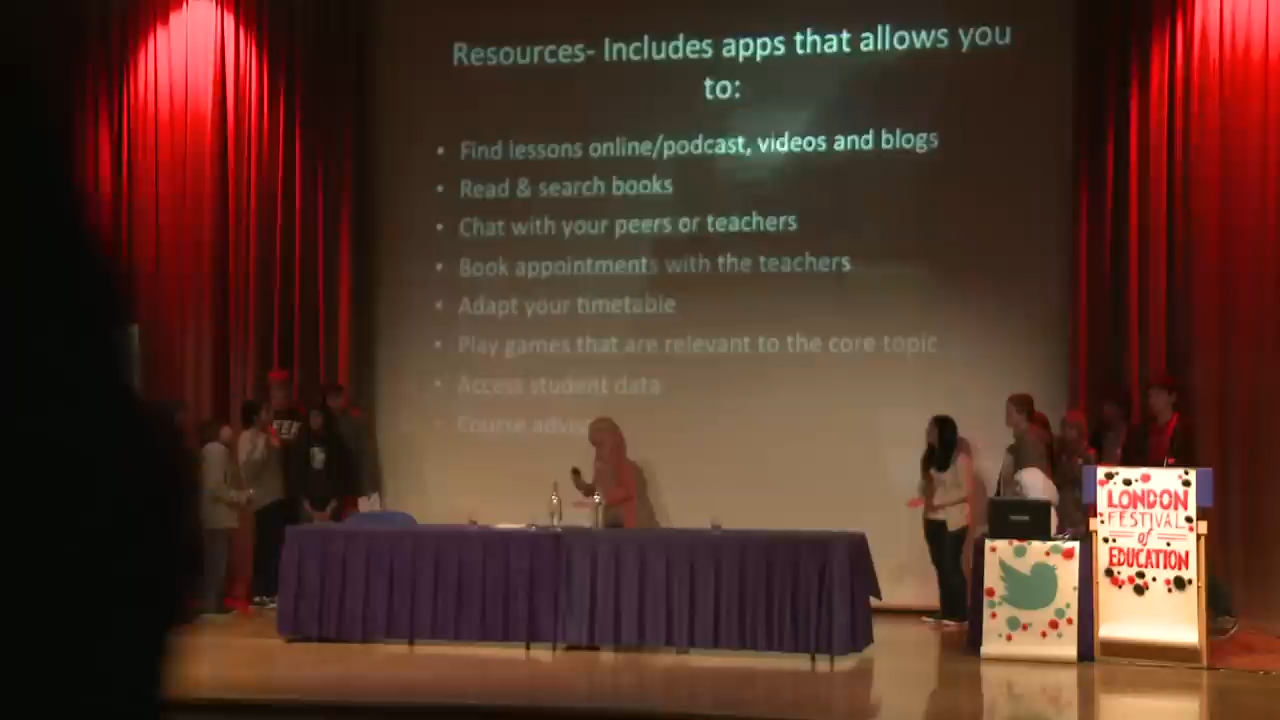 Resources- Includes apps that allows you
to:
• Find lessons online/podcast, videos and blogs
• Read & search books
• Chat with your peers or teachers
• Book appointments with the teachers
• Adapt your timetable
• Play games that are relevant to the core topic
• Access student data
• Course
LONDON
FESTIVAL
of
EDUCATION